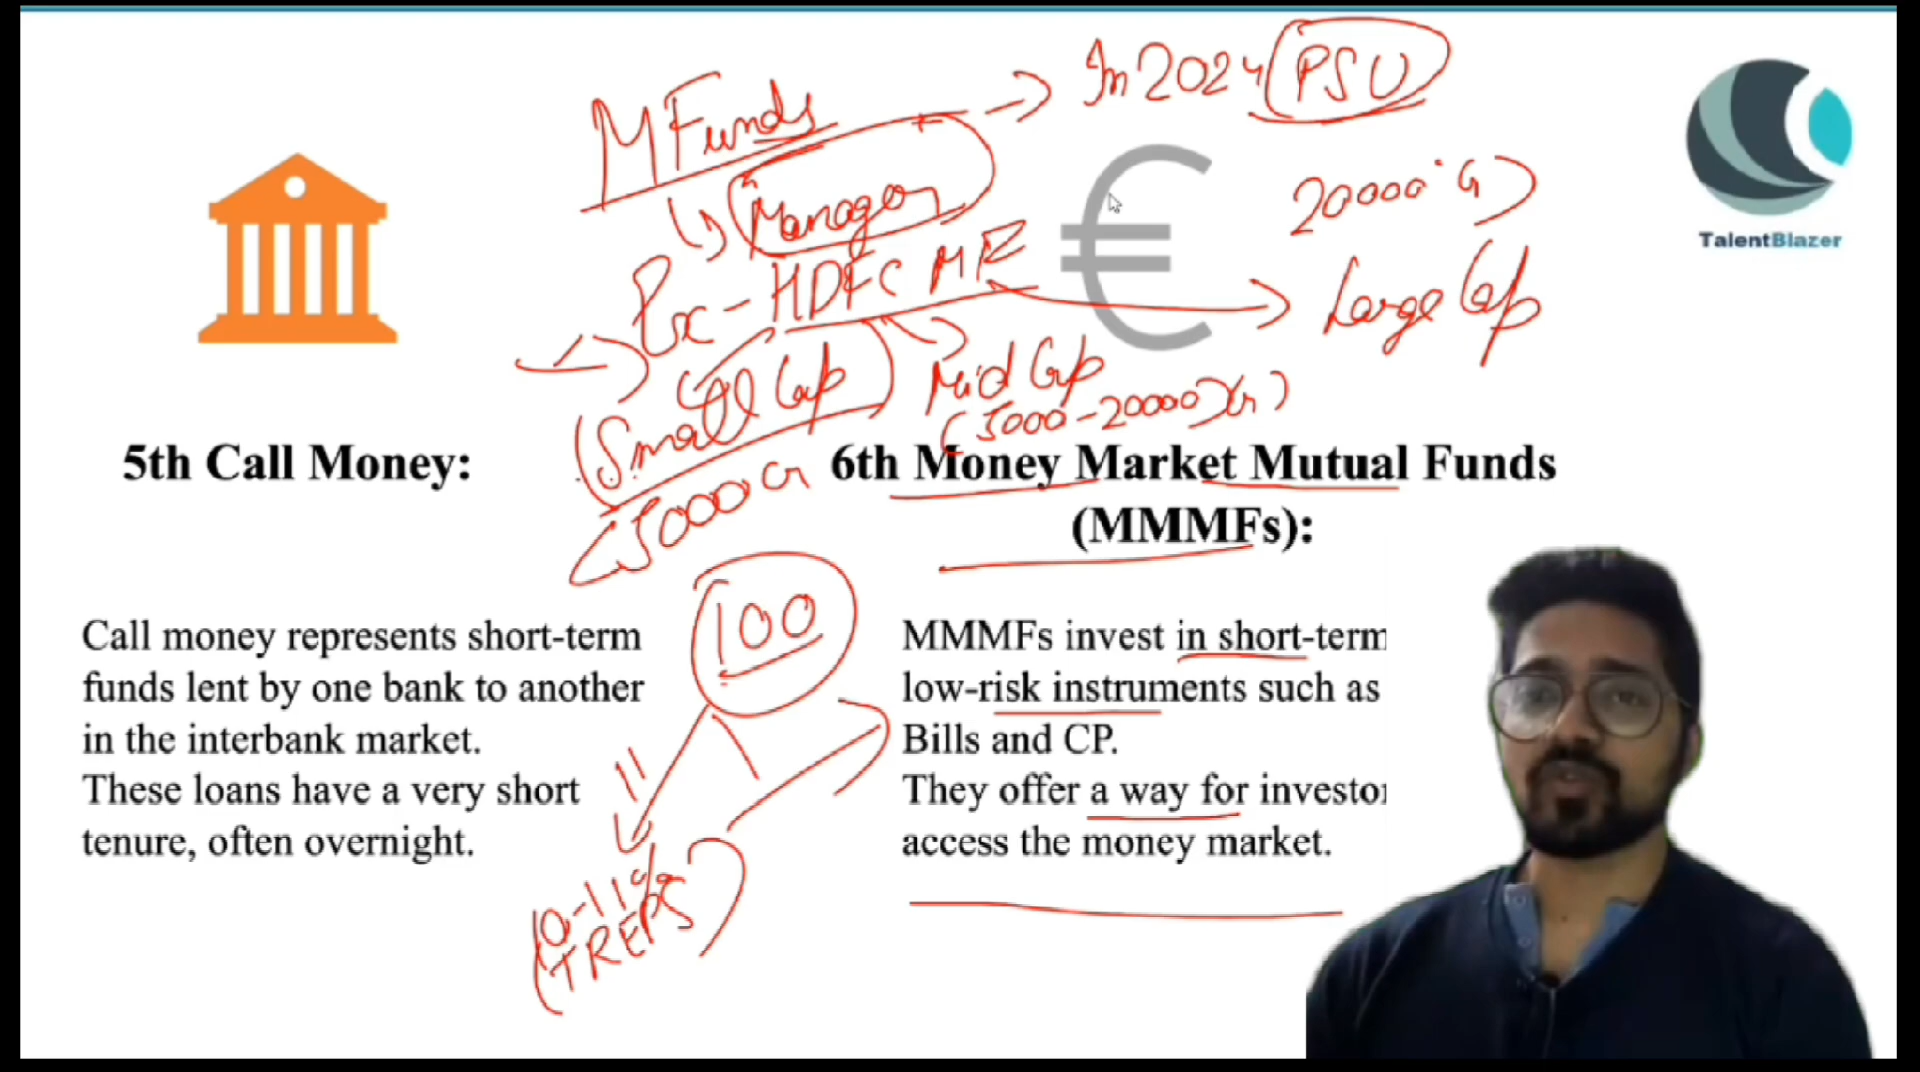 MFunds → In 2024 PSU
Manager
20000 Cr
Ex - HDFC MF → Large Cap
Small Cap
Mid Cap
(5000-20000)Cr)
<5000 Cr
TalentBlazer
5th Call Money:
6th Money Market Mutual Funds
(MMMFs):
100
Call money represents short-term
funds lent by one bank to another
in the interbank market.
These loans have a very short
tenure, often overnight.
MMMFs invest in short-term
low-risk instruments such as
Bills and CP.
They offer a way for investor
access the money market.
10-11%
TREPS